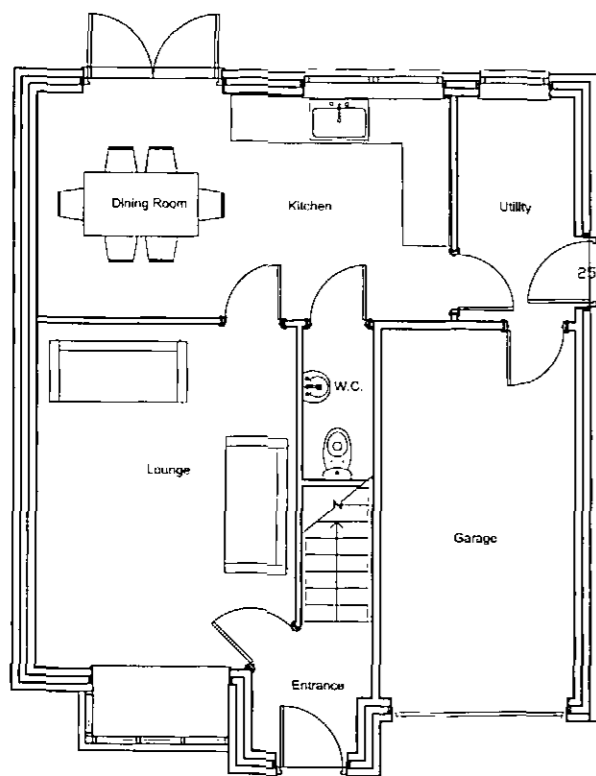 Dining Room
Kitchen
Utility
25
W.C.
Lounge
Garage
Entrance